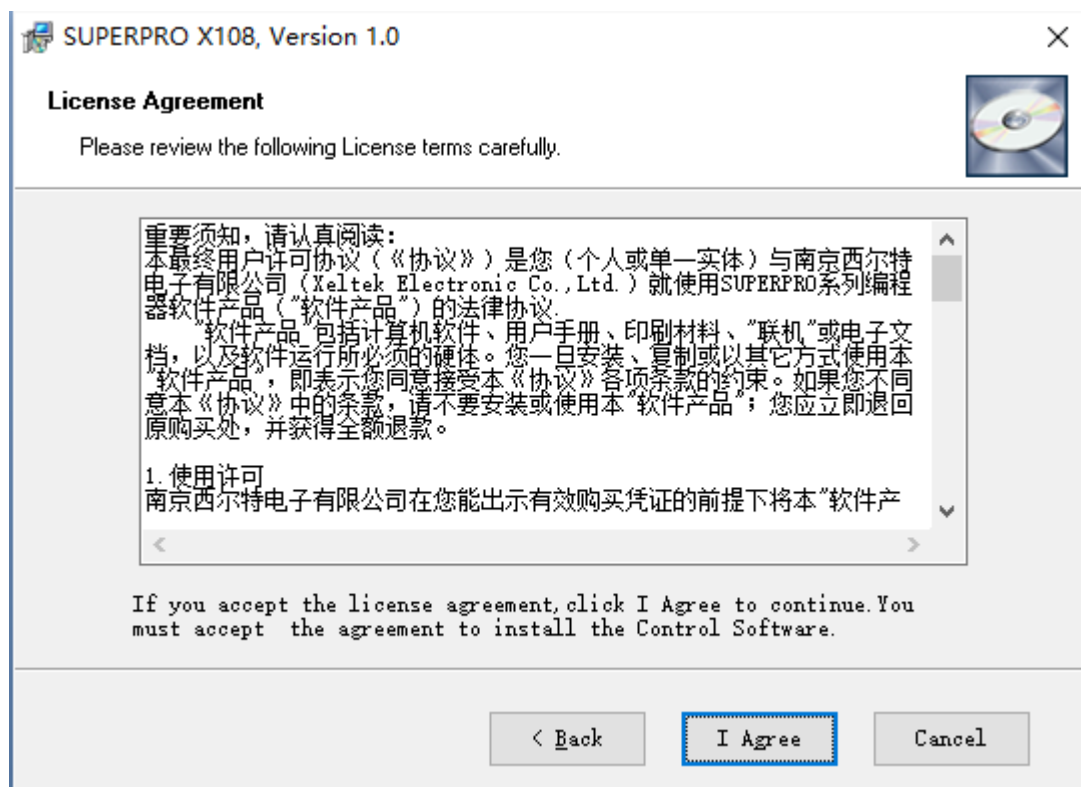 SUPERPRO X108, Version 1.0
License Agreement
Please review the following License terms carefully.
重要须知，请认真阅读：
本最终用户许可协议（《协议》）是您（个人或单一实体）与南京西尔特
电子有限公司（Xeltek Electronic Co.,Ltd.）就使用SUPERPRO系列编程
器软件产品（"软件产品"）的法律协议.
"软件产品"包括计算机软件、用户手册、印刷材料、"联机"或电子文
档，以及软件运行所必须的硬体。您一旦安装、复制或以其它方式使用本
"软件产品"，即表示您同意接受本《协议》各项条款的约束。如果您不同
意本《协议》中的条款，请不要安装或使用本"软件产品"；您应立即退回
原购买处，并获得全额退款。
1.使用许可
南京西尔特电子有限公司在您能出示有效购买凭证的前提下将本"软件产
If you accept the license agreement,click I Agree to continue.You
must accept  the agreement to install the Control Software.
< Back
I Agree
Cancel